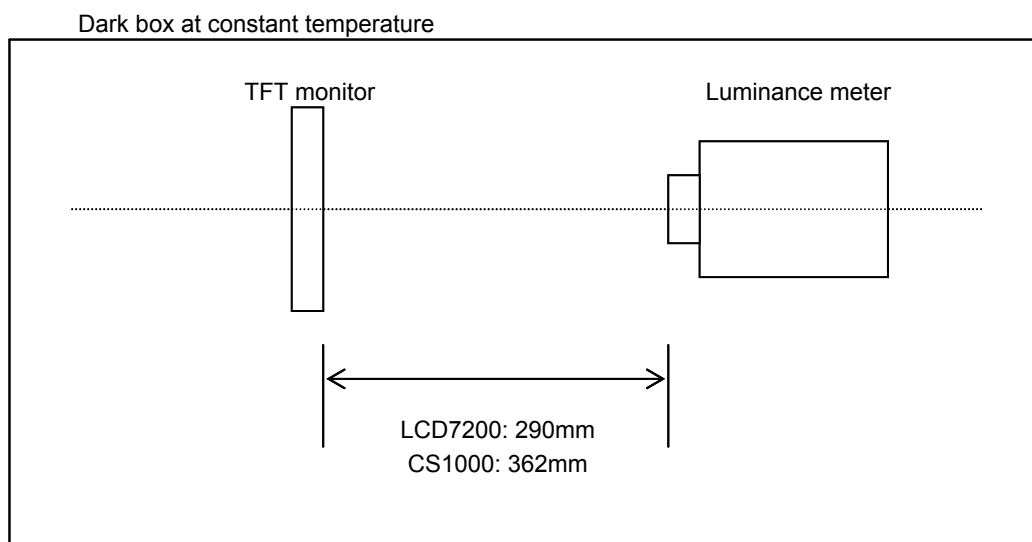 Dark box at constant temperature
TFT monitor
Luminance meter
LCD7200: 290mm
CS1000: 362mm